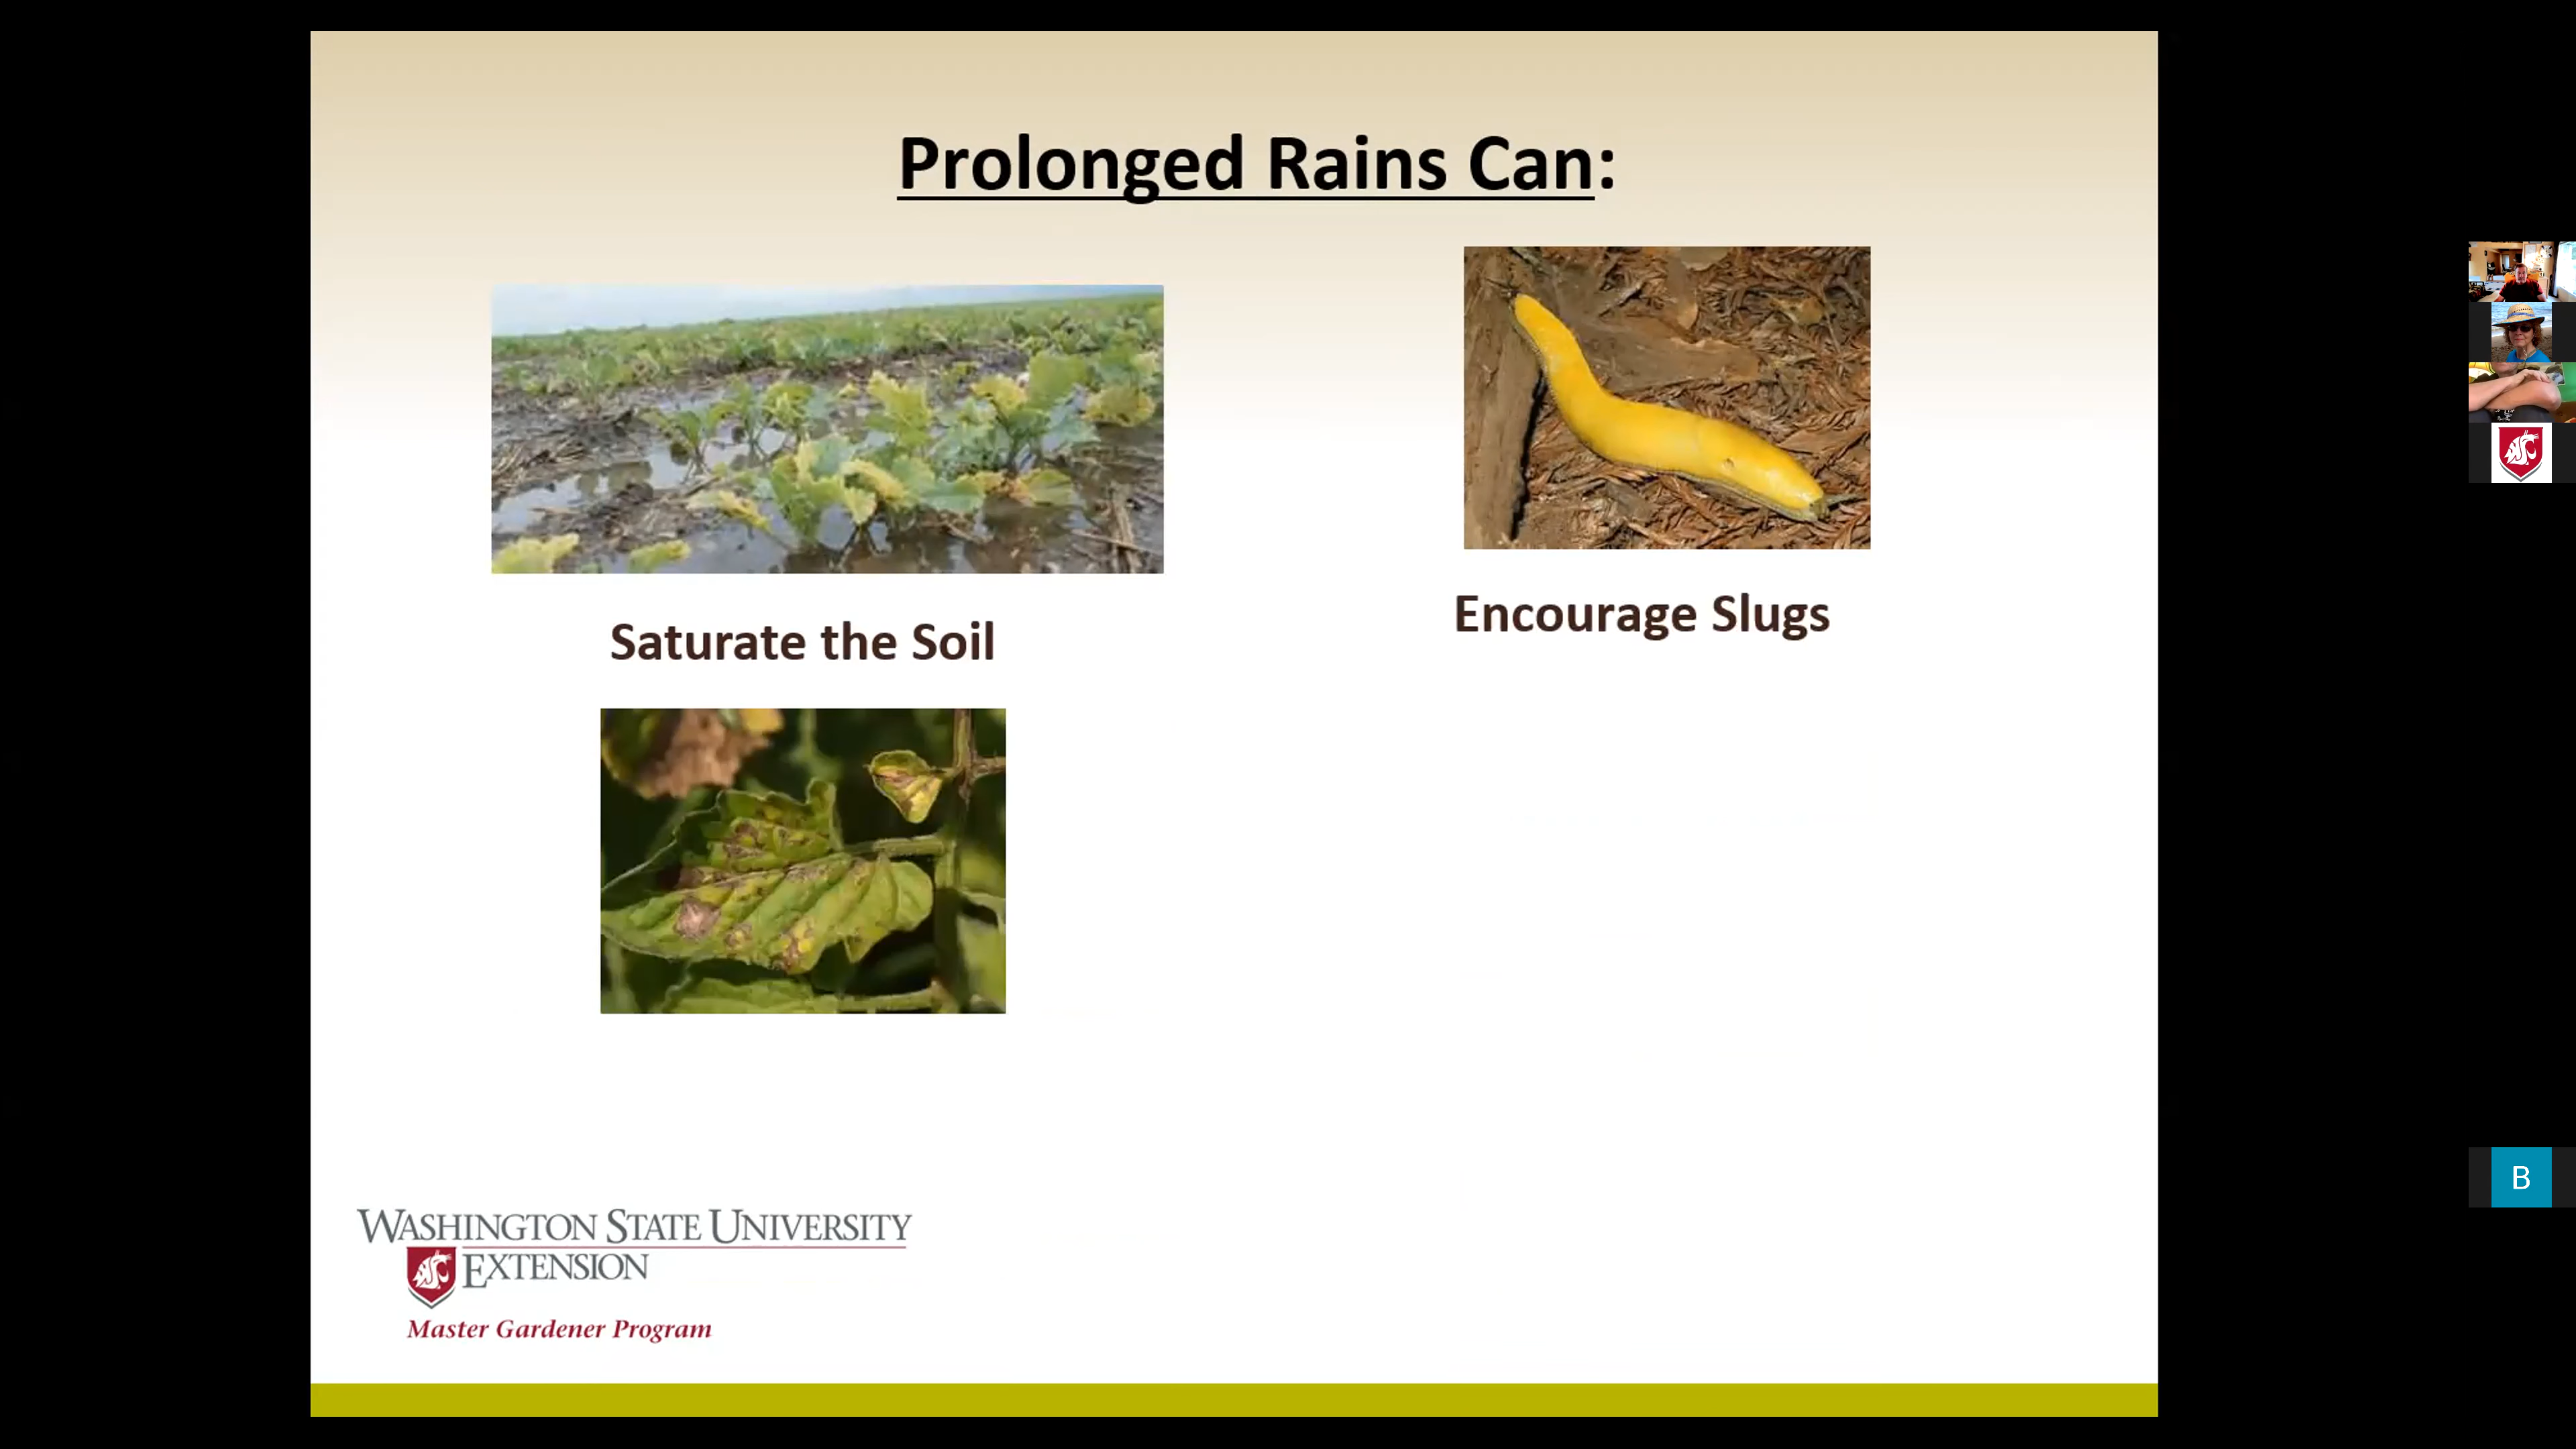 Prolonged Rains Can:
Encourage Slugs
Saturate the Soil
WASHINGTON STATE UNIVERSITY
EXTENSION
Master Gardener Program
B